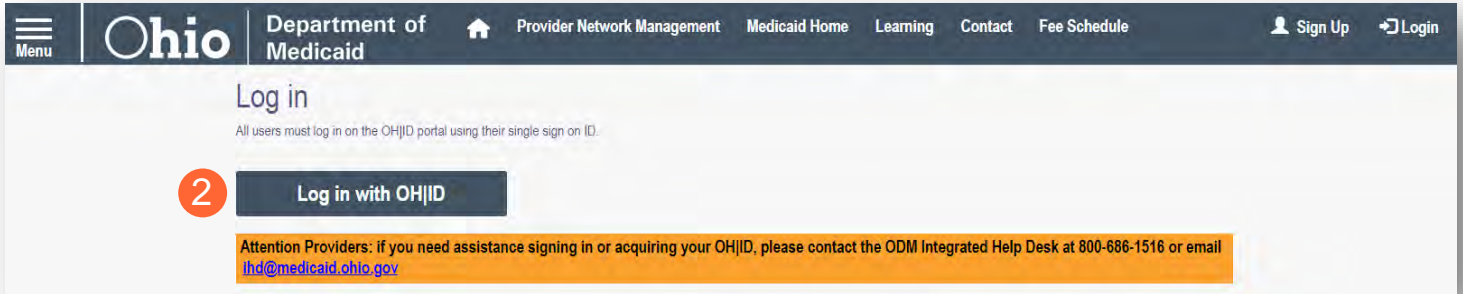 Menu
Ohio
Department of
Medicaid
Provider Network Management Medicaid Home Learning Contact Fee Schedule
Sign Up Login
Log in
All users must log in on the OH|ID portal using their single sign on ID.
2
Log in with OH|ID
Attention Providers: if you need assistance signing in or acquiring your OH|ID, please contact the ODM Integrated Help Desk at 800-686-1516 or email
ihd@medicaid.ohio.gov